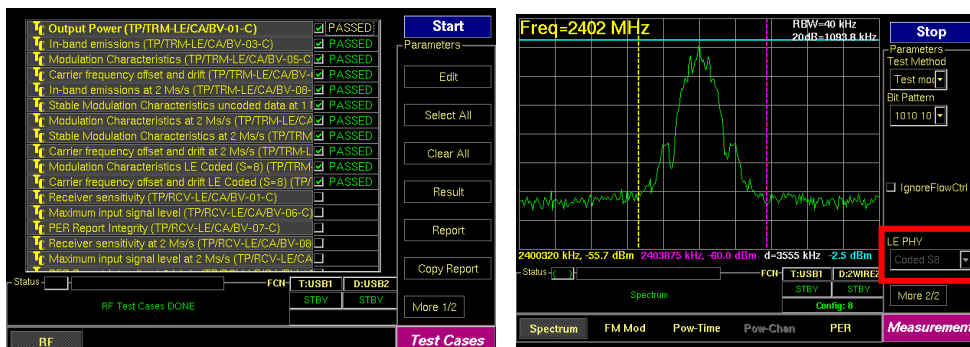 Output Power (TP/TRM-LE/CA/BV-01-C) PASSED
In-band emissions (TP/TRM-LE/CA/BV-03-C) PASSED
Modulation Characteristics (TP/TRM-LE/CA/BV-05-C PASSED
Carrier frequency offset and drift (TP/TRM-LE/CA/BV- PASSED
In-band emissions at 2 Ms/s (TP/TRM-LE/CA/BV-08- PASSED
Stable Modulation Characteristics uncoded data at 1 PASSED
Modulation Characteristics at 2 Ms/s (TP/TRM-LE/CA PASSED
Stable Modulation Characteristics at 2 Ms/s (TP/TRM PASSED
Carrier frequency offset and drift at 2 Ms/s (TP/TRM-L PASSED
Modulation Characteristics LE Coded (S=8) (TP/TRM- PASSED
Carrier frequency offset and drift LE Coded (S=8) (TP/ PASSED
Receiver sensitivity (TP/RCV-LE/CA/BV-01-C)
Maximum input signal level (TP/RCV-LE/CA/BV-06-C)
PER Report Integrity (TP/RCV-LE/CA/BV-07-C)
Receiver sensitivity at 2 Ms/s (TP/RCV-LE/CA/BV-08
Maximum input signal level at 2 Ms/s (TP/RCV-LE/CA
Start
Parameters
Edit
Select All
Clear All
Result
Report
Copy Report
More 1/2
Status
FCN
T:USB1 D:USB2
STBY STBY
RF Test Cases DONE
RF
Test Cases
Freq=2402 MHz
RBW=40 kHz
20dB=1093.8 kHz
2400320 kHz, -55.7 dBm 2403875 kHz, -60.0 dBm d=3555 kHz -2.5 dBm
Stop
Parameters
Test Method
Test mod
Bit Pattern
1010 10
IgnoreFlowCtrl
LE PHY
Coded S8
More 2/2
Status ( )
FCN
T:USB1 D:2WIRE2
STBY STBY
Spectrum
Config: 8
Spectrum FM Mod Pow-Time Pow-Chan PER
Measurement